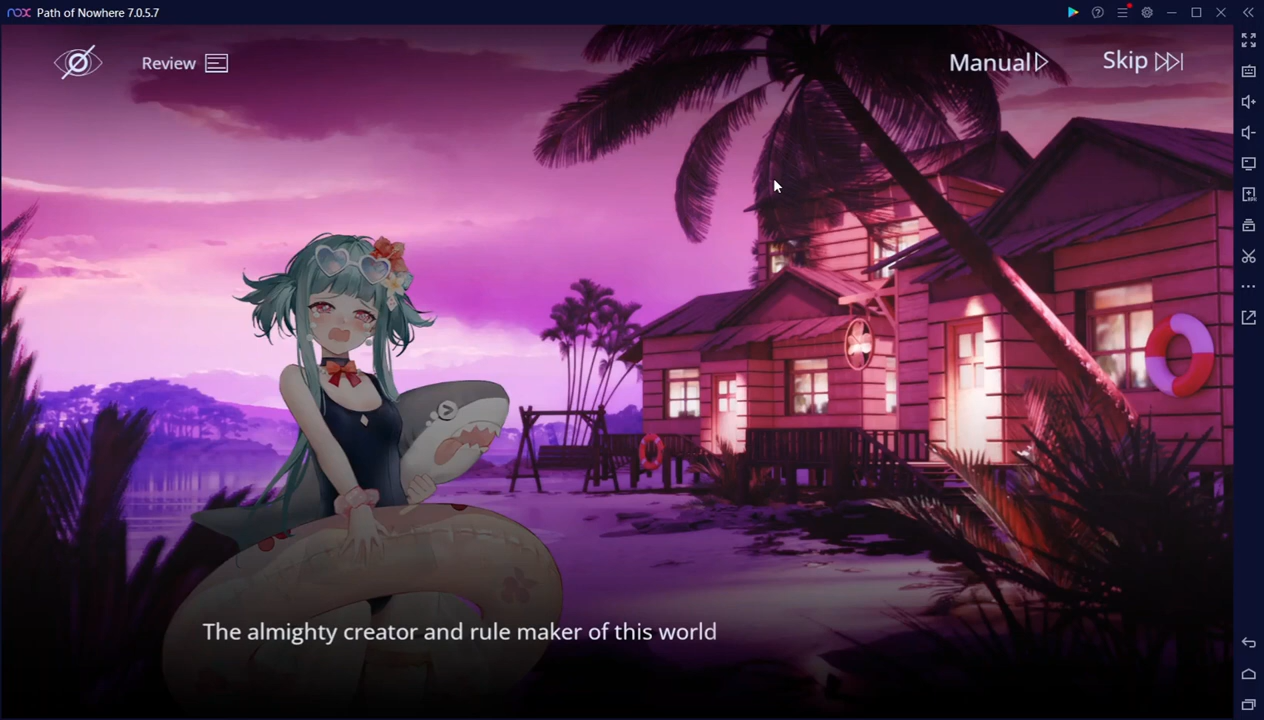 nox Path of Nowhere 7.0.5.7
Review
Manual
Skip
The almighty creator and rule maker of this world